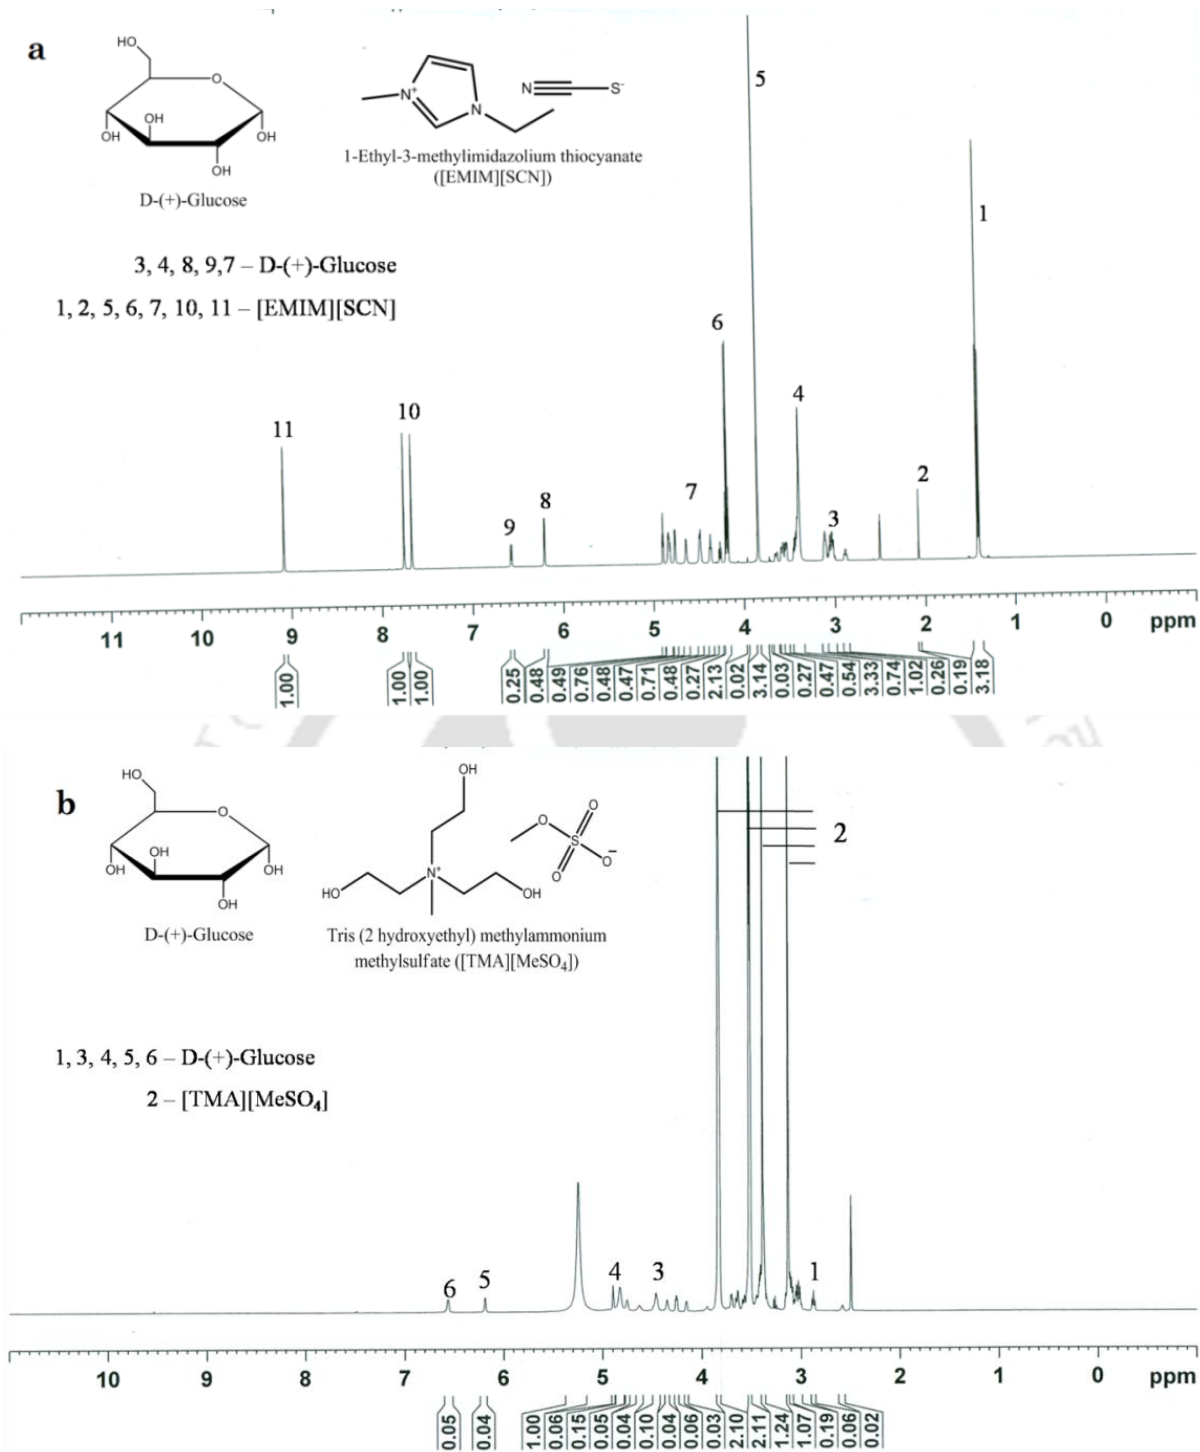 a
HO
O
OH
OH
OH
OH
D-(+)-Glucose
N+
N
N
S-
1-Ethyl-3-methylimidazolium thiocyanate
([EMIM][SCN])
3, 4, 8, 9,7 – D-(+)-Glucose
1, 2, 5, 6, 7, 10, 11 – [EMIM][SCN]
11
10
9
8
7
6
5
4
3
2
1
11 10 9 8 7 6 5 4 3 2 1 0 ppm
1.00 1.00 1.00 0.25 0.48 0.49 0.76 0.48 0.47 0.71 0.48 0.27 2.13 0.02 3.14 0.03 0.27 0.47 0.54 3.33 0.74 1.02 0.26 0.19 3.18
b
HO
O
OH
OH
OH
OH
D-(+)-Glucose
OH
HO
N+
OH
O
O
S
O-
O
Tris (2 hydroxyethyl) methylammonium
methylsulfate ([TMA][MeSO4])
1, 3, 4, 5, 6 – D-(+)-Glucose
2 – [TMA][MeSO4]
6
5
4
3
2
1
10 9 8 7 6 5 4 3 2 1 0 ppm
0.05 0.04 1.00 0.06 0.15 0.05 0.04 0.10 0.04 0.06 0.03 2.10 2.11 1.24 1.07 0.19 0.06 0.02